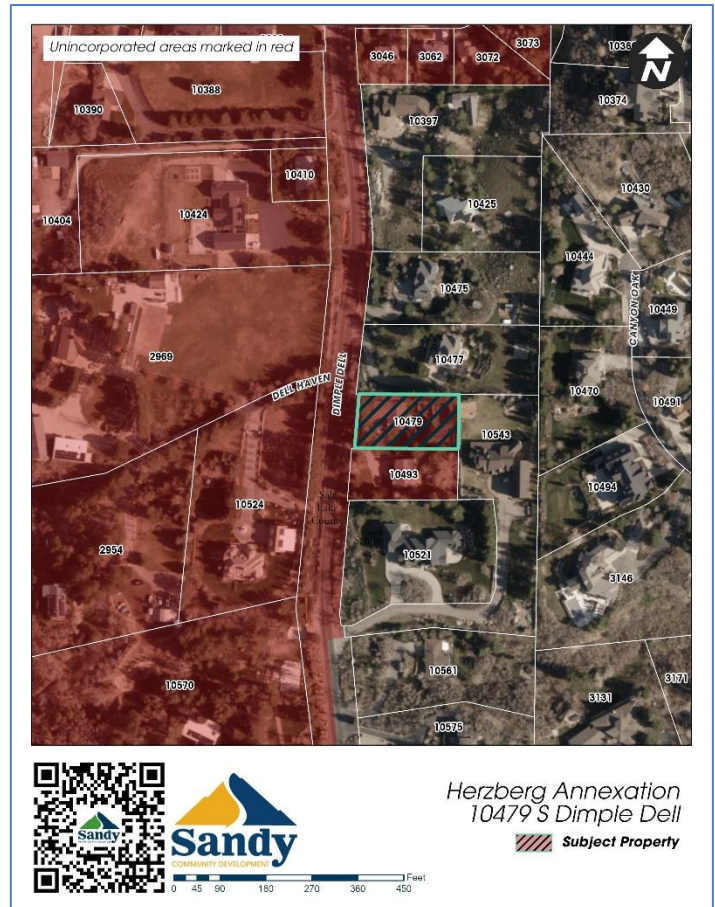 Unincorporated areas marked in red
N
3046
3062
3072
3073
10374
10388
10390
10397
10410
10404
10424
10425
10430
10444
10475
10449
CANYON OAK
2969
DELL HAVEN
DIMPLE DELL
10477
10470
10491
10479
10543
10493
10494
10524
Salt
Lake
County
Sandy
10521
2954
3146
10561
10570
3131
3171
10575
Sandy
Sandy
COMMUNITY DEVELOPMENT
Herzberg Annexation
10479 S Dimple Dell
Subject Property
Feet
0 45 90 180 270 360 450